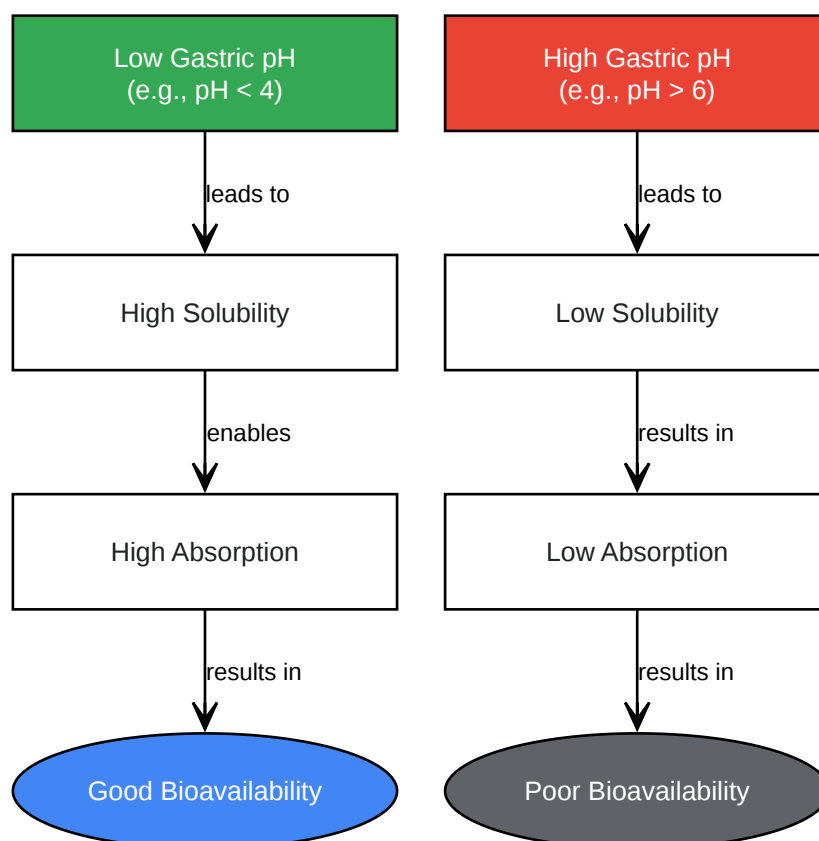 Low Gastric pH
(e.g., pH < 4)
leads to
High Solubility
enables
High Absorption
results in
Good Bioavailability
High Gastric pH
(e.g., pH > 6)
leads to
Low Solubility
results in
Low Absorption
results in
Poor Bioavailability